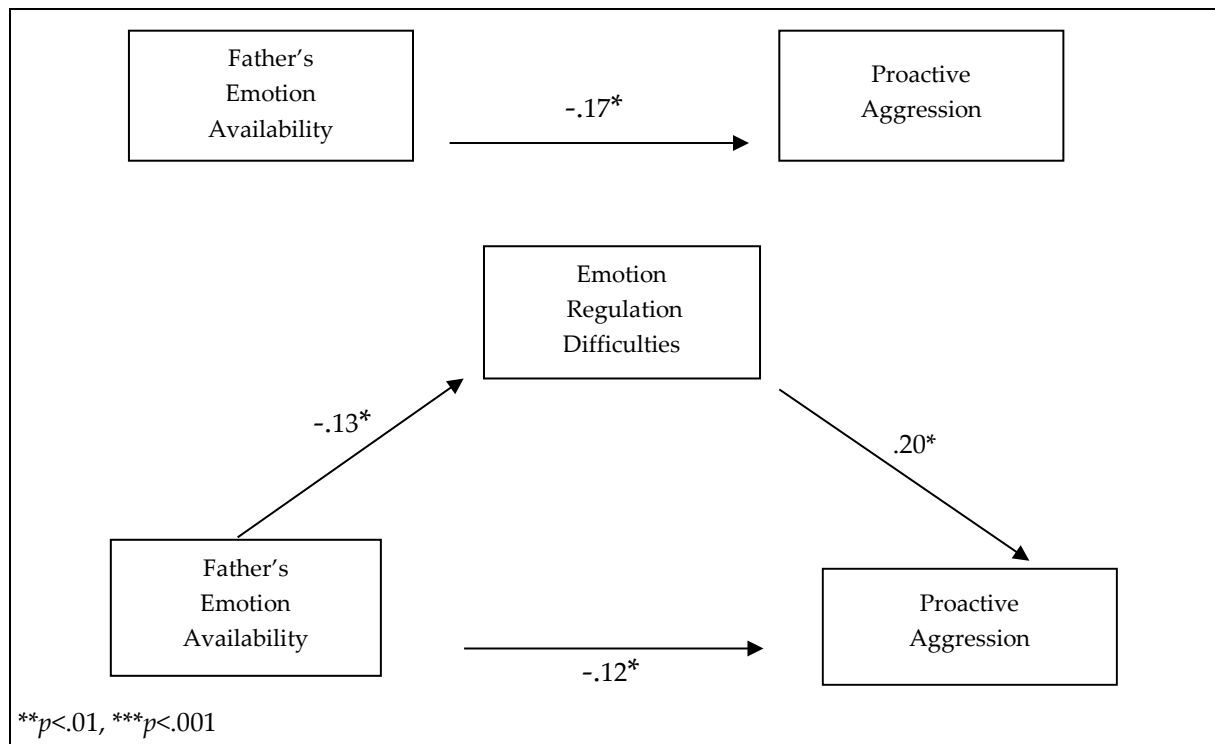 Father’s
Emotion
Availability
-.17*
Proactive
Aggression
Emotion
Regulation
Difficulties
-.13*
.20*
Father’s
Emotion
Availability
-.12*
Proactive
Aggression
**p<.01, ***p<.001